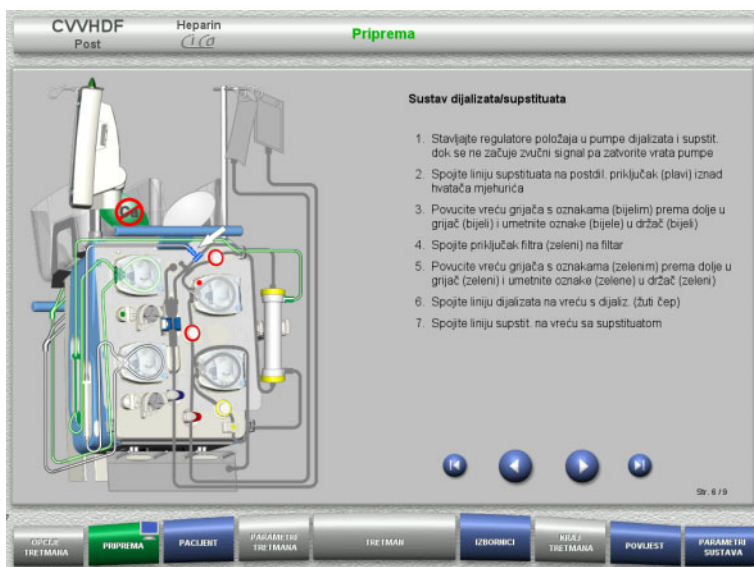 CVVHDF
Post
Heparin
Ci Ca
Priprema
Ca
Sustav dijalizata/supstituata
1. Stavljajte regulatore položaja u pumpe dijalizata i supstit.
dok se ne začuje zvučni signal pa zatvorite vrata pumpe
2. Spojite liniju supstituata na postdil. priključak (plavi) iznad
hvatača mjehurića
3. Povucite vreću grijača s oznakama (bijelim) prema dolje u
grijač (bijeli) i umetnite oznake (bijele) u držač (bijeli)
4. Spojite priključak filtra (zeleni) na filtar
5. Povucite vreću grijača s oznakama (zelenim) prema dolje u
grijač (zeleni) i umetnite oznake (zelene) u držač (zeleni)
6. Spojite liniju dijalizata na vreću s dijaliz. (žuti čep)
7. Spojite liniju supstit. na vreću sa supstituatom
Str. 6 / 9
OPCIJE
TRETMANA
PRIPREMA
PACIJENT
PARAMETRI
TRETMANA
TRETMAN
IZBORNICI
KRAJ
TRETMANA
POVIJEST
PARAMETRI
SUSTAVA